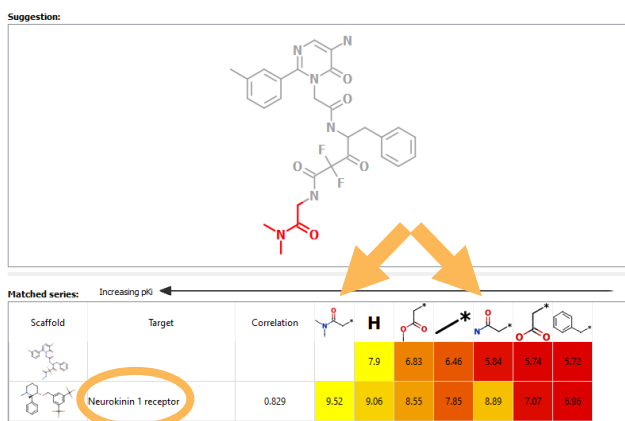 Suggestion:
N
N
N
O
O
N
F
F
O
O
N
N
O
Matched series:
Increasing pKi
Scaffold
Target
Correlation
O
N
*
H
*
O
O
*
O
N
*
*
O
O
*
7.9
6.83
6.46
5.84
5.74
5.72
Neurokinin 1 receptor
0.829
9.52
9.06
8.55
7.85
8.89
7.07
6.96